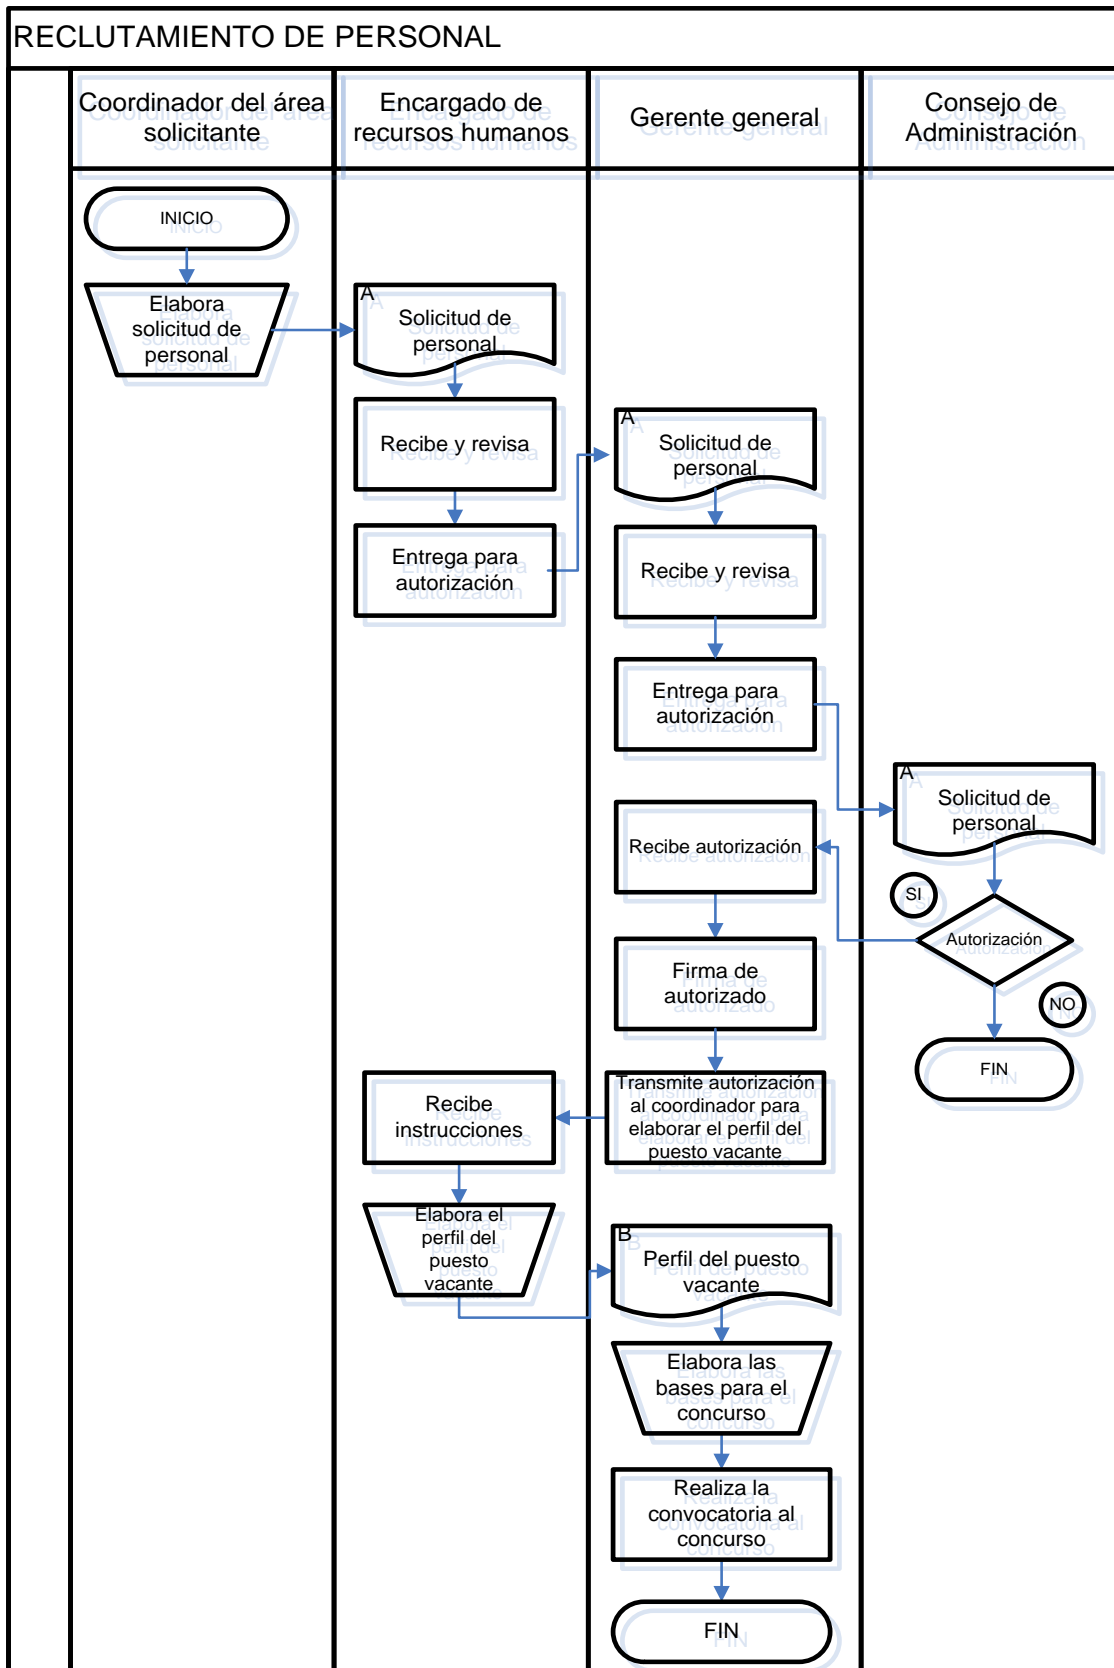 RECLUTAMIENTO DE PERSONAL
Coordinador del área
solicitante
Encargado de
recursos humanos
Gerente general
Consejo de
Administración
INICIO
Elabora
solicitud de
personal
A
Solicitud de
personal
Recibe y revisa
Entrega para
autorización
A
Solicitud de
personal
Recibe y revisa
Entrega para
autorización
A
Solicitud de
personal
Autorización
SI
NO
FIN
Recibe autorización
Firma de
autorizado
Transmite autorización
al coordinador para
elaborar el perfil del
puesto vacante
Recibe
instrucciones
Elabora el
perfil del
puesto
vacante
B
Perfil del puesto
vacante
Elabora las
bases para el
concurso
Realiza la
convocatoria al
concurso
FIN